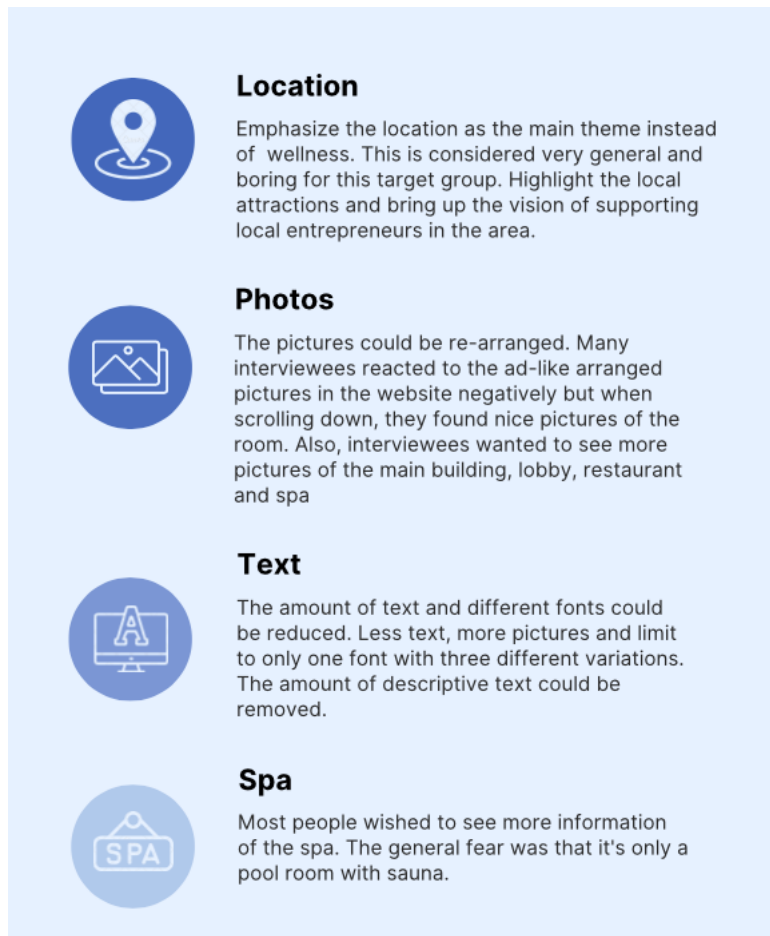 Location
Emphasize the location as the main theme instead
of  wellness. This is considered very general and
boring for this target group. Highlight the local
attractions and bring up the vision of supporting
local entrepreneurs in the area.
Photos
The pictures could be re-arranged. Many
interviewees reacted to the ad-like arranged
pictures in the website negatively but when
scrolling down, they found nice pictures of the
room. Also, interviewees wanted to see more
pictures of the main building, lobby, restaurant
and spa
Text
A
The amount of text and different fonts could
be reduced. Less text, more pictures and limit
to only one font with three different variations.
The amount of descriptive text could be
removed.
Spa
SPA
Most people wished to see more information
of the spa. The general fear was that it's only a
pool room with sauna.